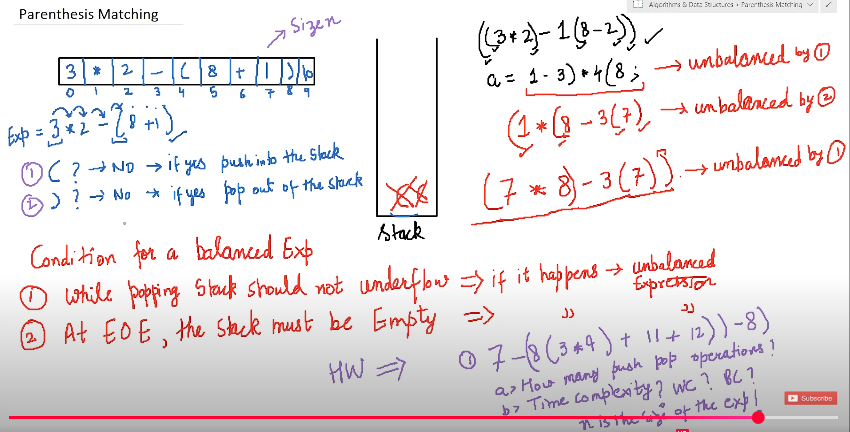 Parenthesis Matching
Algorithms & Data Structures › Parenthesis Matching
Size n
3 * 2 - ( 8 + 1 ) \0
0 1 2 3 4 5 6 7 8 9
Exp = 3 * 2 - (8 + 1)
① ( ? → NO → if yes push into the stack
② ) ? → No → if yes pop out of the stack
((
Stack
((3*2)-1(8-2)) ✓
a = 1-3)*4(8; → unbalanced by ①
(1*(8-3(7) → unbalanced by ②
(7*8)-3(7)) → unbalanced by ①
Condition for a balanced Exp
① While popping Stack should not underflow ⇒ if it happens → unbalanced Expression
② At EOE, the stack must be Empty ⇒ 〃 〃
HW ⇒ ① 7-(8(3*9)+11+12))-8)
a> How many push pop operations?
b> Time complexity? WC? BC?
n is the size of the exp!
Subscribe